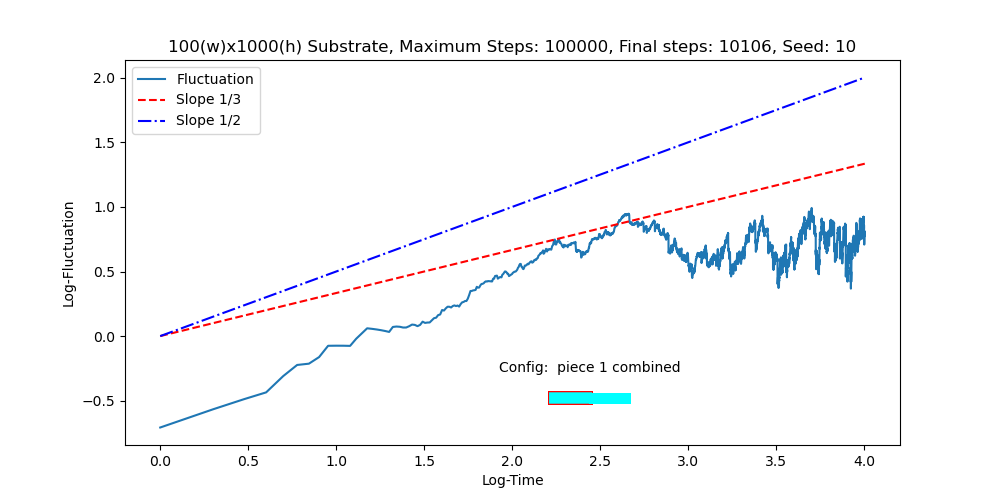 100(w)x1000(h) Substrate, Maximum Steps: 100000, Final steps: 10106, Seed: 10
Fluctuation
Slope 1/3
Slope 1/2
2.0
1.5
1.0
0.5
0.0
−0.5
Log-Fluctuation
Config:  piece 1 combined
0.0 0.5 1.0 1.5 2.0 2.5 3.0 3.5 4.0
Log-Time